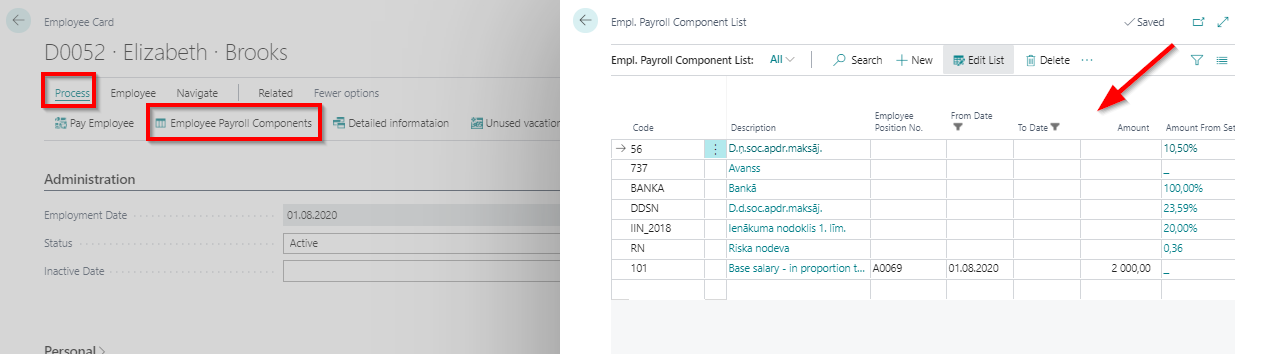 Employee Card
D0052 · Elizabeth · Brooks
Process Employee Navigate Related Fewer options
Pay Employee Employee Payroll Components Detailed informataion Unused vacation
Administration
Employment Date 01.08.2020
Status Active
Inactive Date
Personal
Empl. Payroll Component List Saved
Empl. Payroll Component List: All Search + New Edit List Delete ...
Code Description Employee Position No. From Date To Date Amount Amount From Set
56 D.ņ.soc.apdr.maksāj. 10,50%
737 Avanss _
BANKA Bankā 100,00%
DDSN D.d.soc.apdr.maksāj. 23,59%
IIN_2018 Ienākuma nodoklis 1. līm. 20,00%
RN Riska nodeva 0,36
101 Base salary - in proportion t... A0069 01.08.2020 2 000,00 _